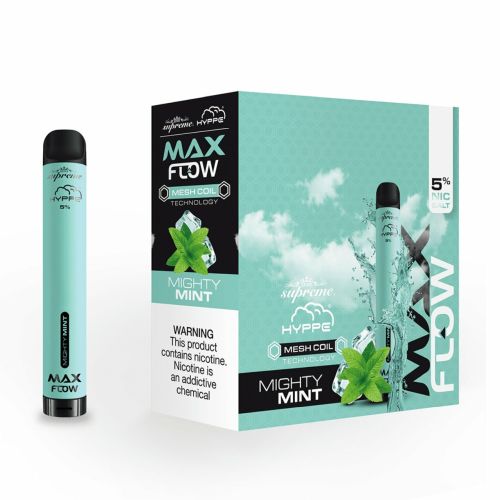 supreme
HYPPE
5%
MIGHTY MINT
MAX
FLOW
supreme
HYPPE
MAX
FLOW
MESH COIL
TECHNOLOGY
MIGHTY
MINT
WARNING
This product
contains nicotine.
Nicotine is
an addictive
chemical
supreme
HYPPE
MESH COIL
TECHNOLOGY
MIGHTY
MINT
supreme
HYPPE
5%
NIC
SALT
MAX
FLOW